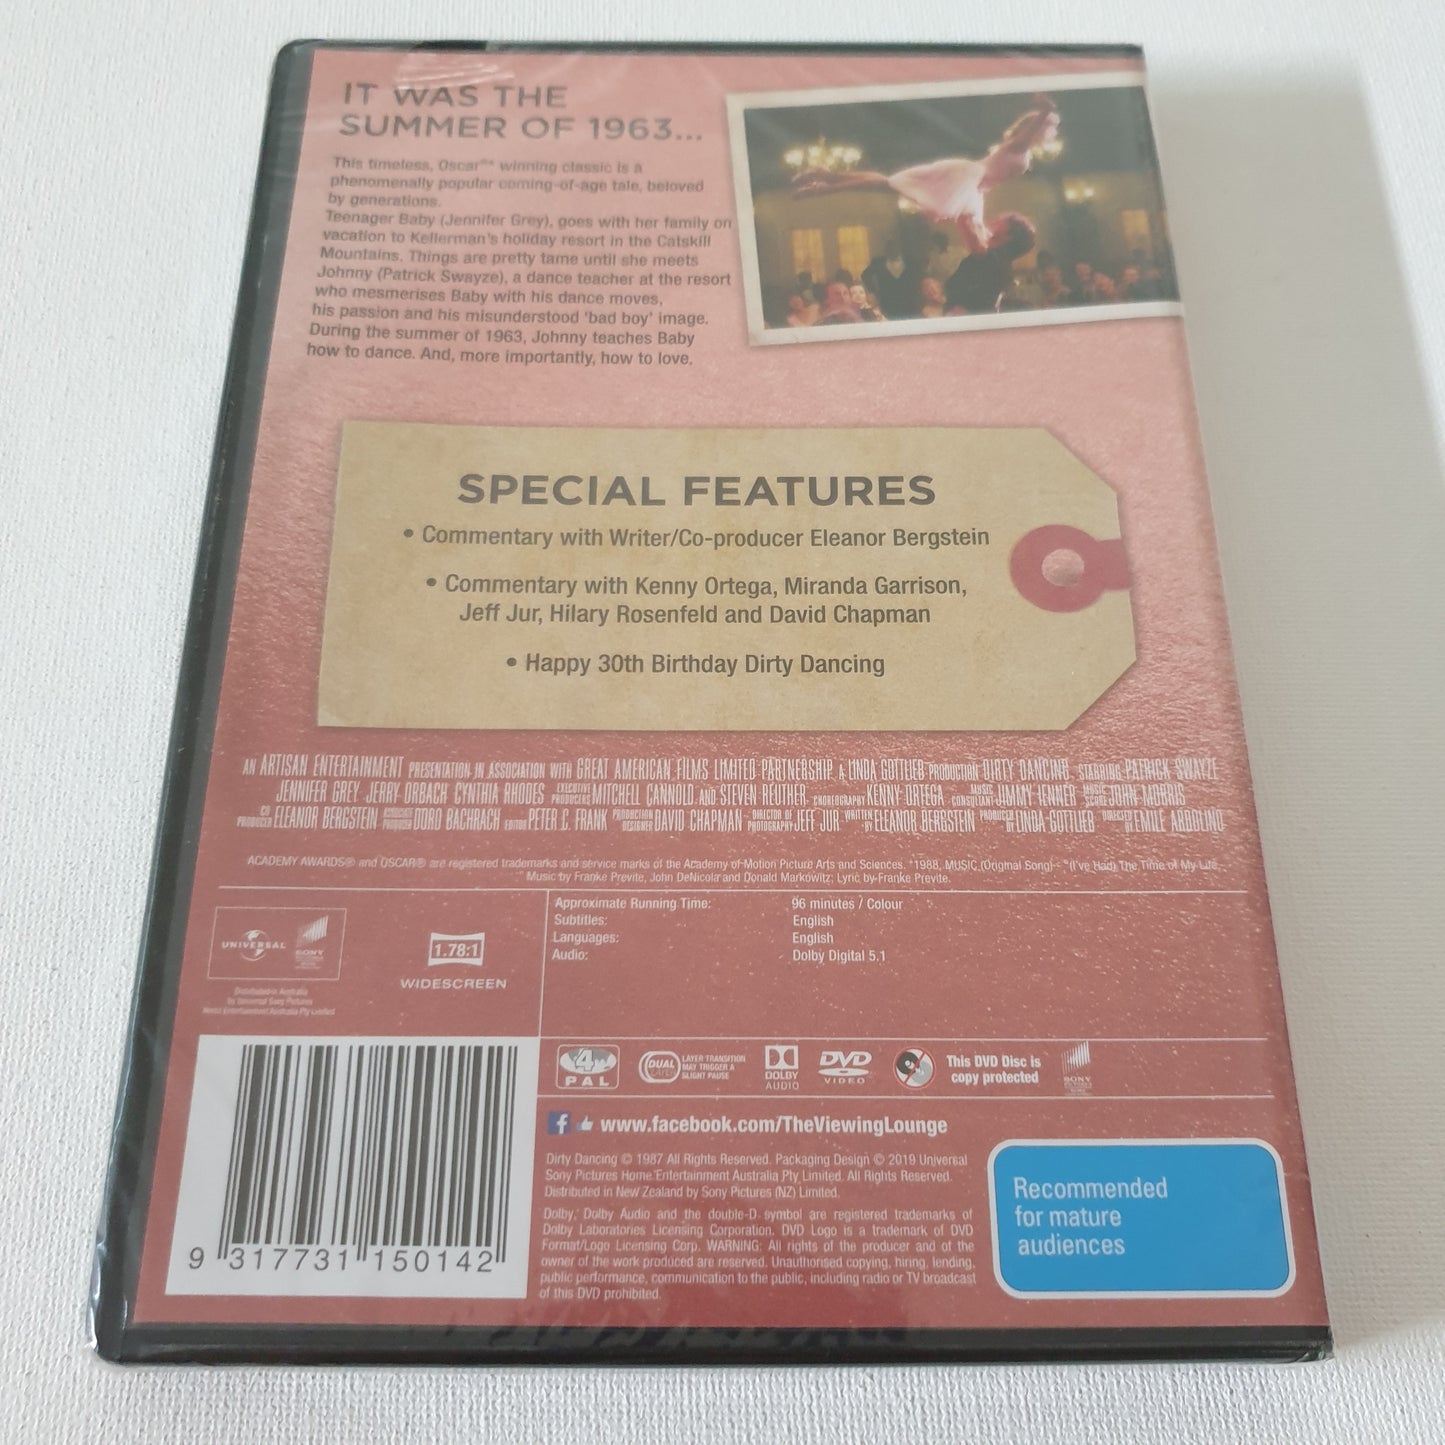 IT WAS THE
SUMMER OF 1963...
This timeless, Oscar®* winning classic is a
phenomenally popular coming-of-age tale, beloved
by generations.
Teenager Baby (Jennifer Grey), goes with her family on
vacation to Kellerman's holiday resort in the Catskill
Mountains. Things are pretty tame until she meets
Johnny (Patrick Swayze), a dance teacher at the resort
who mesmerises Baby with his dance moves,
his passion and his misunderstood 'bad boy' image.
During the summer of 1963, Johnny teaches Baby
how to dance. And, more importantly, how to love.
SPECIAL FEATURES
• Commentary with Writer/Co-producer Eleanor Bergstein
• Commentary with Kenny Ortega, Miranda Garrison,
Jeff Jur, Hilary Rosenfeld and David Chapman
• Happy 30th Birthday Dirty Dancing
AN ARTISAN ENTERTAINMENT PRESENTATION IN ASSOCIATION WITH GREAT AMERICAN FILMS LIMITED PARTNERSHIP A LINDA GOTTLIEB PRODUCTION DIRTY DANCING STARRING PATRICK SWAYZE
JENNIFER GREY JERRY ORBACH CYNTHIA RHODES EXECUTIVE PRODUCERS MITCHELL CANNOLD AND STEVEN REUTHER CHOREOGRAPHY KENNY ORTEGA MUSIC CONSULTANT JIMMY IENNER MUSIC SCORE JOHN MORRIS
CO PRODUCER ELEANOR BERGSTEIN ASSOCIATE PRODUCER DORO BACHRACH EDITOR PETER C. FRANK PRODUCTION DESIGNER DAVID CHAPMAN DIRECTOR OF PHOTOGRAPHY JEFF JUR WRITTEN BY ELEANOR BERGSTEIN PRODUCED BY LINDA GOTTLIEB DIRECTED BY EMILE ARDOLINO
ACADEMY AWARDS® and OSCAR® are registered trademarks and service marks of the Academy of Motion Picture Arts and Sciences. *1988, MUSIC (Original Song) – "(I've Had) The Time of My Life,
Music by Franke Previte, John DeNicola and Donald Markowitz; Lyric by Franke Previte.
UNIVERSAL
SONY
Distributed in Australia
by Universal Sony Pictures
Home Entertainment Australia Pty Limited
1.78:1
WIDESCREEN
Approximate Running Time: 96 minutes / Colour
Subtitles: English
Languages: English
Audio: Dolby Digital 5.1
4
PAL
DUAL LAYER
LAYER TRANSITION
MAY TRIGGER A
SLIGHT PAUSE
DOLBY
AUDIO
DVD
VIDEO
This DVD Disc is
copy protected
SONY
www.facebook.com/TheViewingLounge
Dirty Dancing © 1987 All Rights Reserved. Packaging Design © 2019 Universal
Sony Pictures Home Entertainment Australia Pty Limited. All Rights Reserved.
Distributed in New Zealand by Sony Pictures (NZ) Limited.
Dolby, Dolby Audio and the double-D symbol are registered trademarks of
Dolby Laboratories Licensing Corporation. DVD Logo is a trademark of DVD
Format/Logo Licensing Corp. WARNING: All rights of the producer and of the
owner of the work produced are reserved. Unauthorised copying, hiring, lending,
public performance, communication to the public, including radio or TV broadcast
of this DVD prohibited.
Recommended
for mature
audiences
9 317731 150142